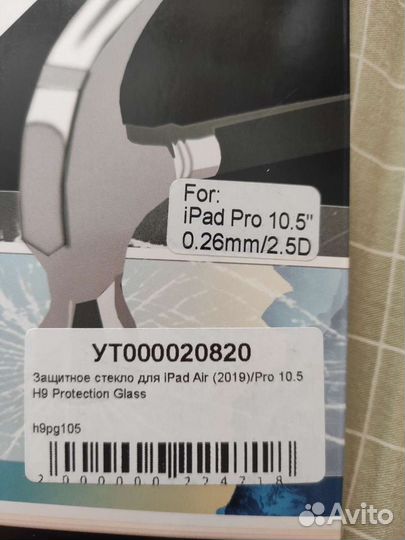 For:
iPad Pro 10.5"
0.26mm/2.5D
УТ000020820
Защитное стекло для iPad Air (2019)/Pro 10.5
H9 Protection Glass
h9pg105
Avito